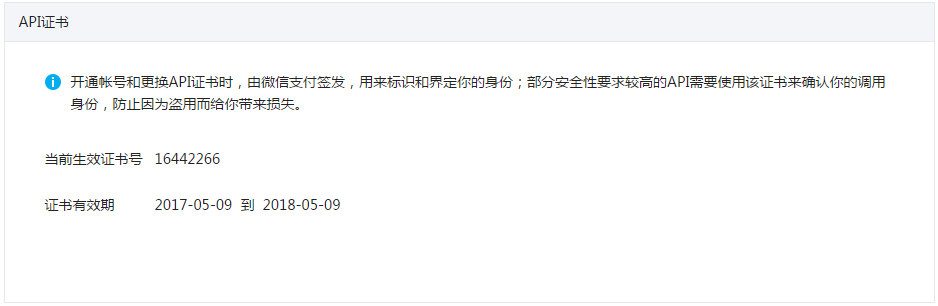 API证书
开通帐号和更换API证书时，由微信支付签发，用来标识和界定你的身份；部分安全性要求较高的API需要使用该证书来确认你的调用
身份，防止因为盗用而给你带来损失。
当前生效证书号 16442266
证书有效期 2017-05-09 到 2018-05-09